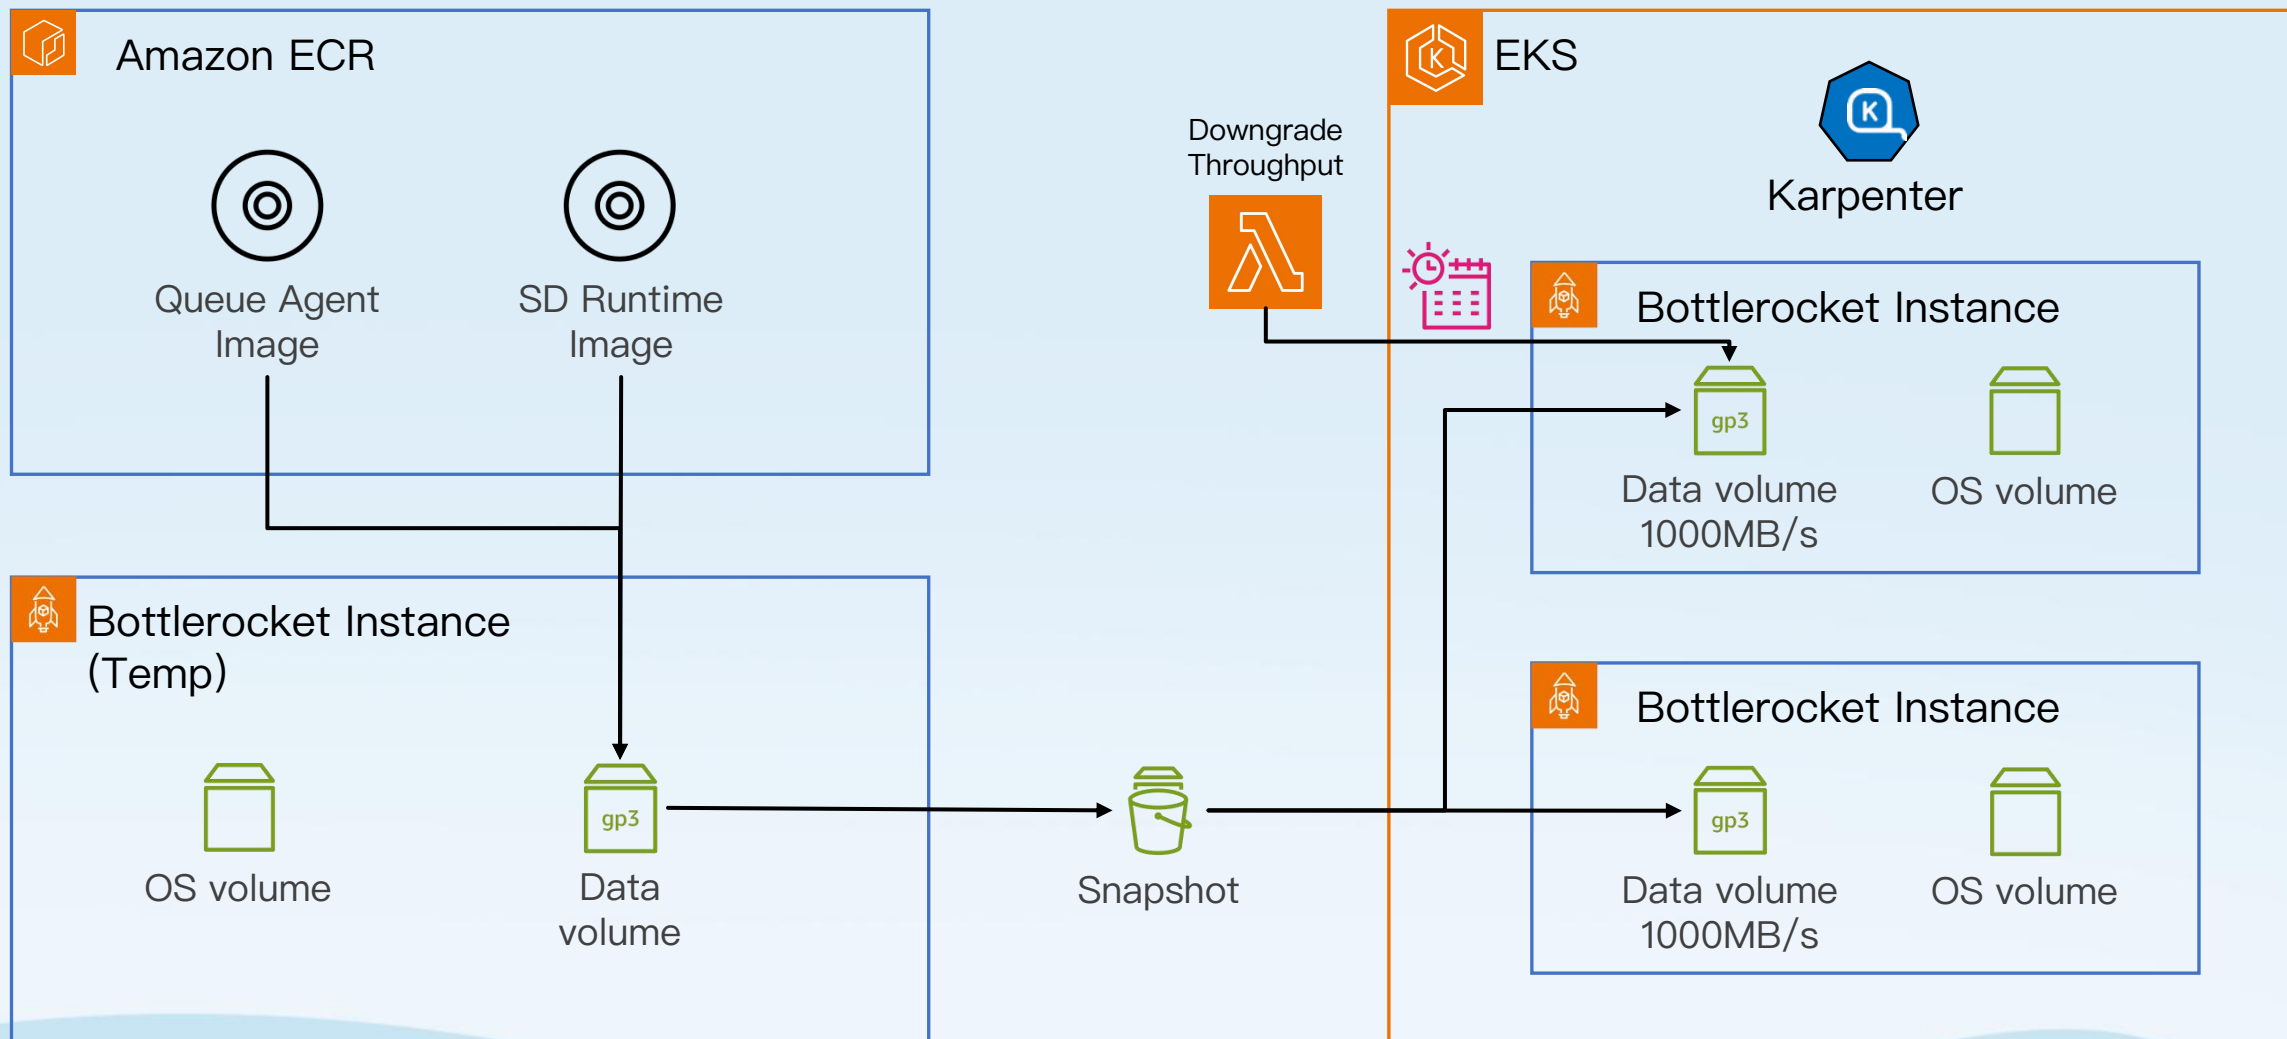 Amazon ECR
Queue Agent
Image
SD Runtime
Image
Bottlerocket Instance
(Temp)
OS volume
gp3
Data
volume
Snapshot
Downgrade
Throughput
EKS
K
K
Karpenter
Bottlerocket Instance
gp3
Data volume
1000MB/s
OS volume
Bottlerocket Instance
gp3
Data volume
1000MB/s
OS volume